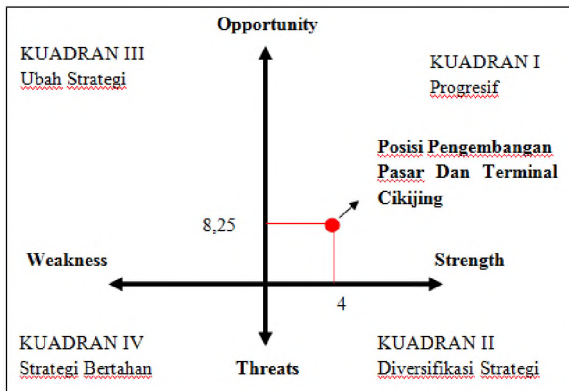 Opportunity
KUADRAN III
Ubah Strategi
KUADRAN I
Progresif
Posisi Pengembangan
Pasar Dan Terminal
Cikijing
8,25
Weakness
Strength
4
KUADRAN IV
Strategi Bertahan
Threats
KUADRAN II
Diversifikasi Strategi